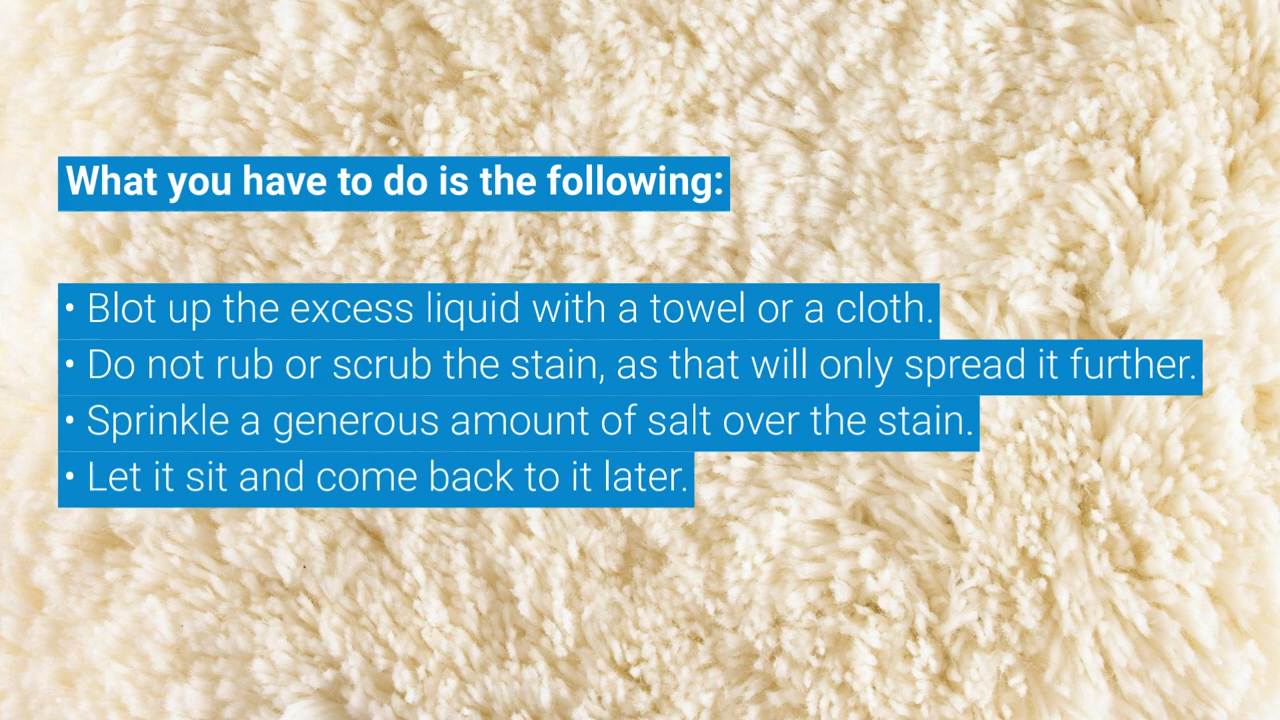 What you have to do is the following:
• Blot up the excess liquid with a towel or a cloth.
• Do not rub or scrub the stain, as that will only spread it further.
• Sprinkle a generous amount of salt over the stain.
• Let it sit and come back to it later.